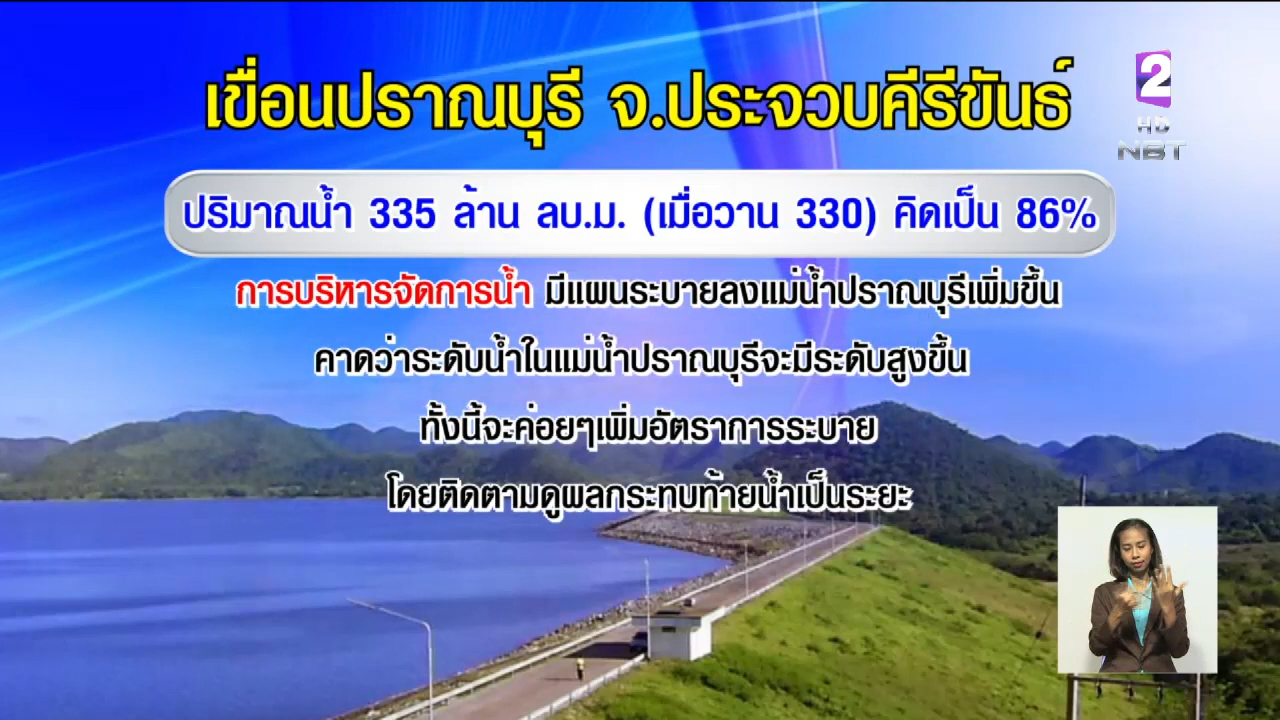 เขื่อนปราณบุรี จ.ประจวบคีรีขันธ์
2
HD
NBT
ปริมาณน้ำ 335 ล้าน ลบ.ม. (เมื่อวาน 330) คิดเป็น 86%
การบริหารจัดการน้ำ มีแผนระบายลงแม่น้ำปราณบุรีเพิ่มขึ้น
คาดว่าระดับน้ำในแม่น้ำปราณบุรีจะมีระดับสูงขึ้น
ทั้งนี้จะค่อยๆเพิ่มอัตราการระบาย
โดยติดตามดูผลกระทบท้ายน้ำเป็นระยะ